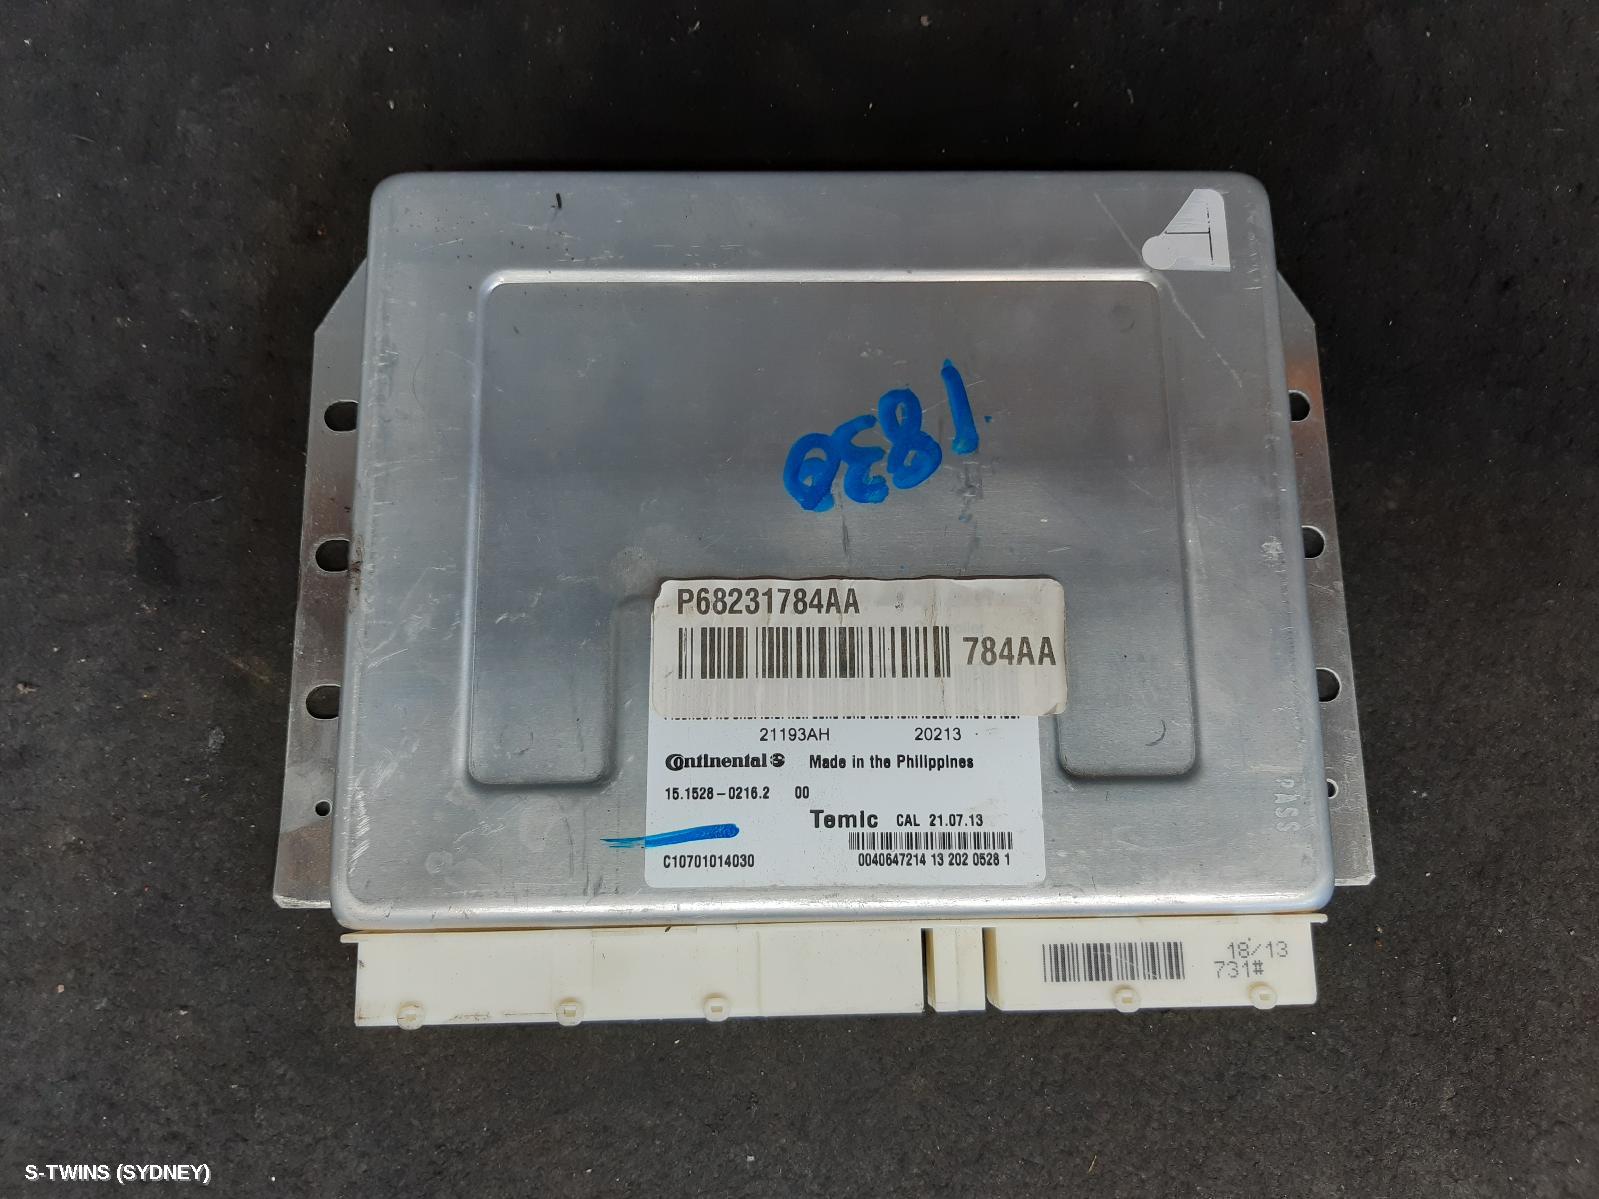 1830
P68231784AA
784AA
21193AH 20213
Continental Made in the Philippines
15.1528-0216.2 00
Temic CAL 21.07.13
C10701014030 0040647214 13 202 0528 1
PASS
18/13
731#
S-TWINS (SYDNEY)